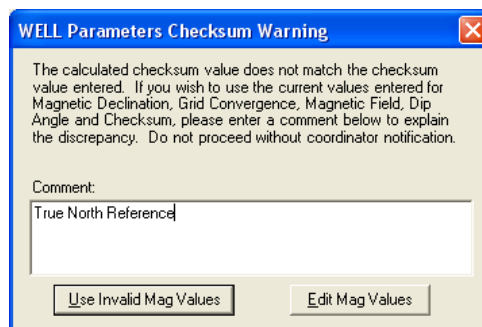 WELL Parameters Checksum Warning
The calculated checksum value does not match the checksum
value entered. If you wish to use the current values entered for
Magnetic Declination, Grid Convergence, Magnetic Field, Dip
Angle and Checksum, please enter a comment below to explain
the discrepancy. Do not proceed without coordinator notification.
Comment:
True North Reference
Use Invalid Mag Values
Edit Mag Values